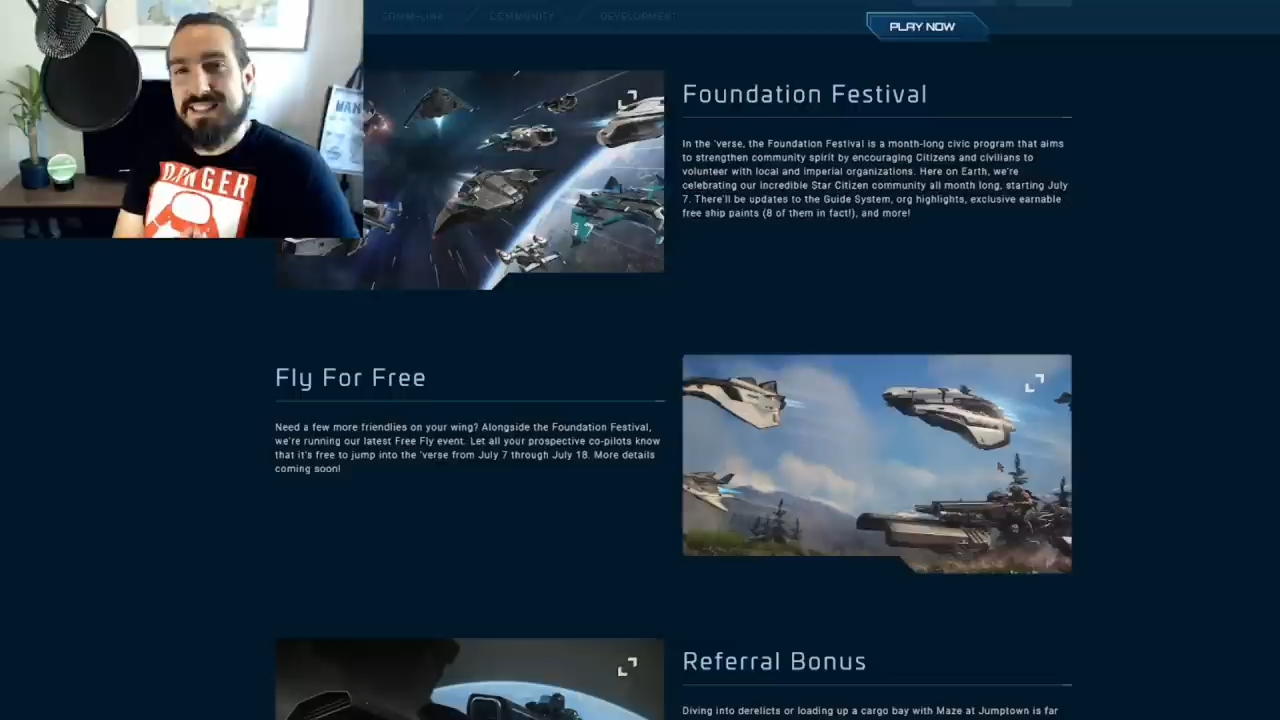 COMM-LINK
COMMUNITY
DEVELOPMENT
PLAY NOW
DANGER
Foundation Festival
In the 'verse, the Foundation Festival is a month-long civic program that aims
to strengthen community spirit by encouraging Citizens and civilians to
volunteer with local and imperial organizations. Here on Earth, we're
celebrating our incredible Star Citizen community all month long, starting July
7. There'll be updates to the Guide System, org highlights, exclusive earnable
free ship paints (8 of them in fact!), and more!
Fly For Free
Need a few more friendlies on your wing? Alongside the Foundation Festival,
we're running our latest Free Fly event. Let all your prospective co-pilots know
that it's free to jump into the 'verse from July 7 through July 18. More details
coming soon!
Referral Bonus
Diving into derelicts or loading up a cargo bay with Maze at Jumptown is far